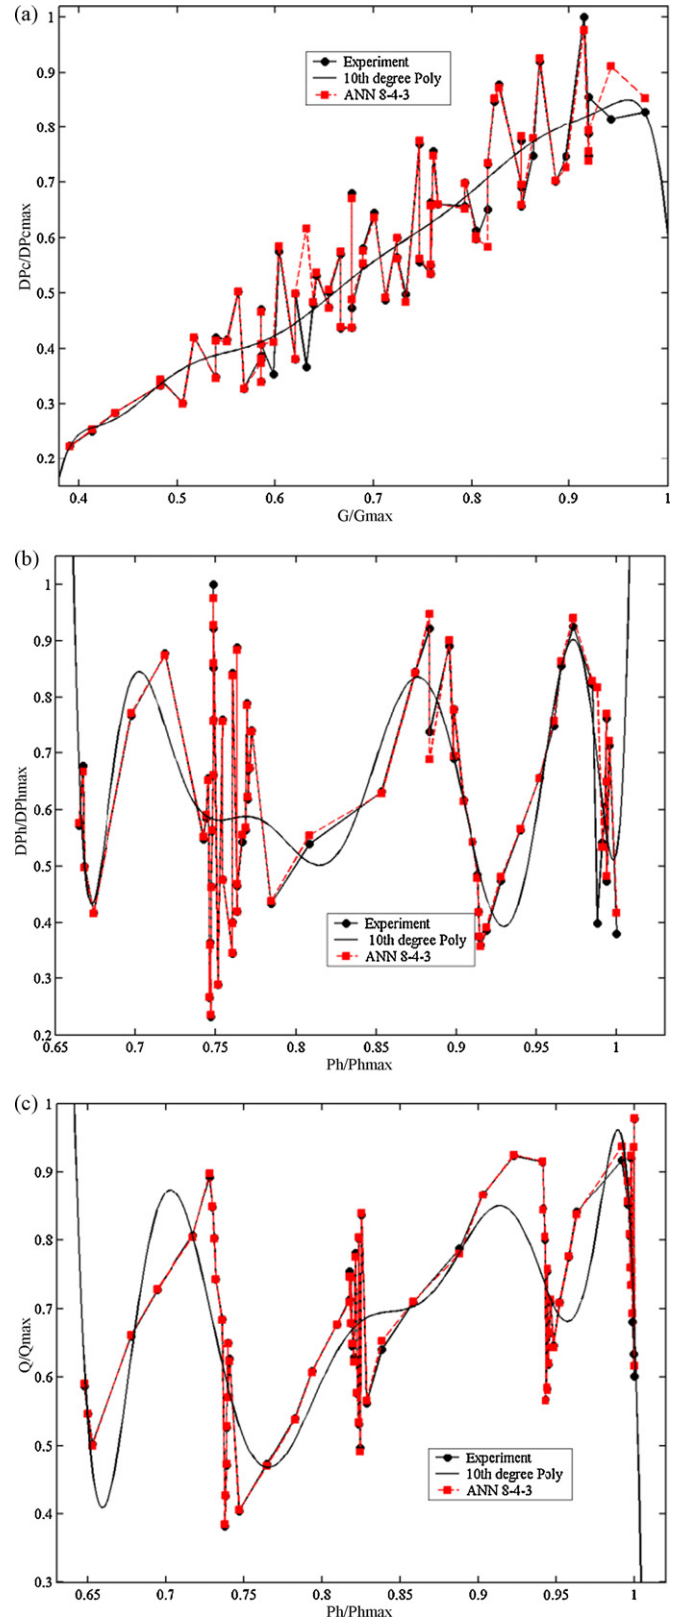 (a)
1
0.9
0.8
0.7
0.6
0.5
0.4
0.3
0.2
DPc/DPcmax
Experiment
10th degree Poly
ANN 8-4-3
0.4 0.5 0.6 0.7 0.8 0.9 1
G/Gmax
(b)
1
0.9
0.8
0.7
0.6
0.5
0.4
0.3
0.2
DPh/DPhmax
Experiment
10th degree Poly
ANN 8-4-3
0.65 0.7 0.75 0.8 0.85 0.9 0.95 1
Ph/Phmax
(c)
1
0.9
0.8
0.7
0.6
0.5
0.4
0.3
Q/Qmax
Experiment
10th degree Poly
ANN 8-4-3
0.65 0.7 0.75 0.8 0.85 0.9 0.95 1
Ph/Phmax